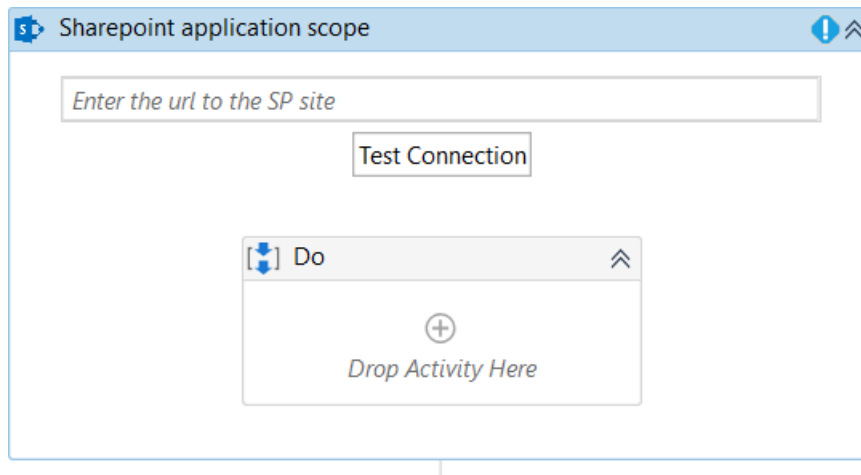 Sharepoint application scope
Enter the url to the SP site
Test Connection
Do
Drop Activity Here